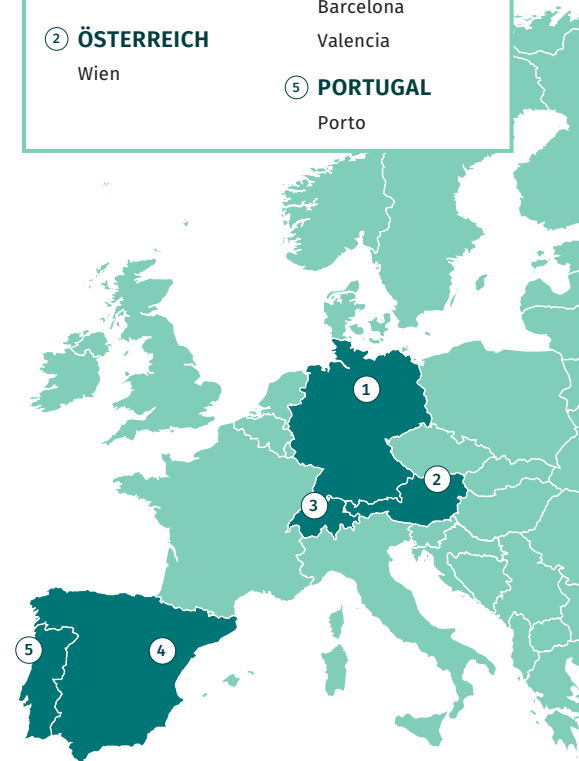 ② ÖSTERREICH
Wien
Barcelona
Valencia
⑤ PORTUGAL
Porto
1
2
3
4
5